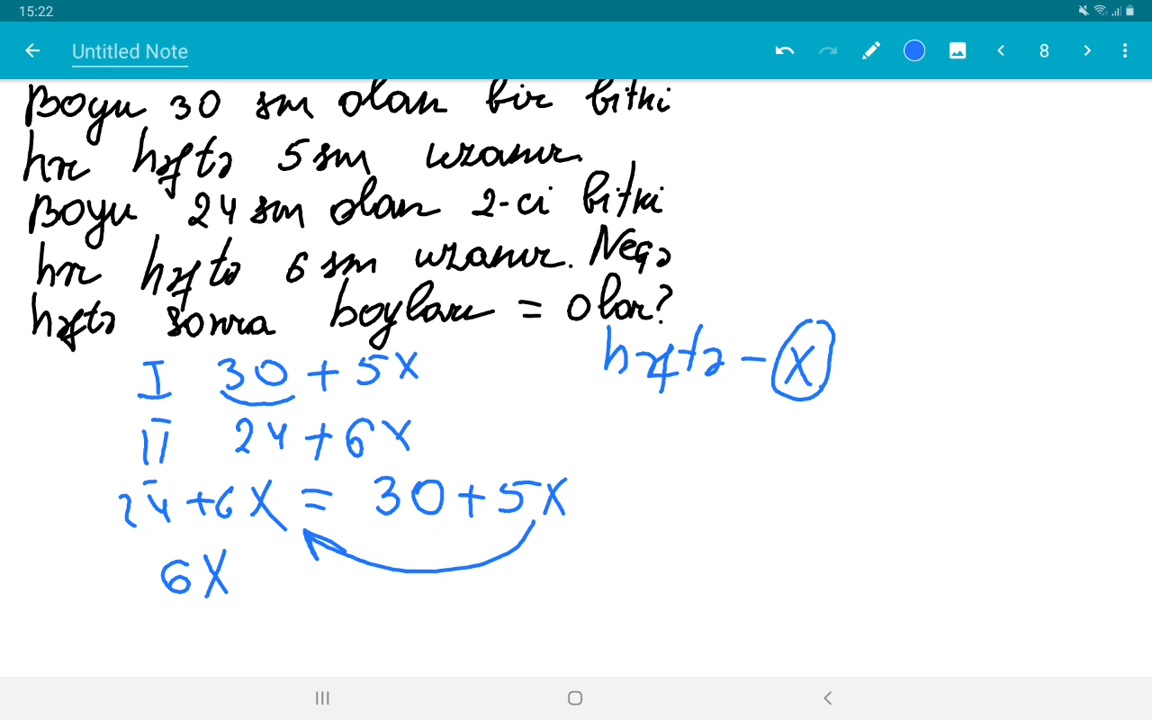 15:22
Untitled Note
8
Boyu 30 sm olan bir bitki
hər həftə 5 sm uzanır.
Boyu 24 sm olan 2-ci bitki
hər həftə 6 sm uzanır. Neçə
həftə sonra boyları = olar?
həftə - X
I 30 + 5X
II 24 + 6X
24 + 6X = 30 + 5X
6X